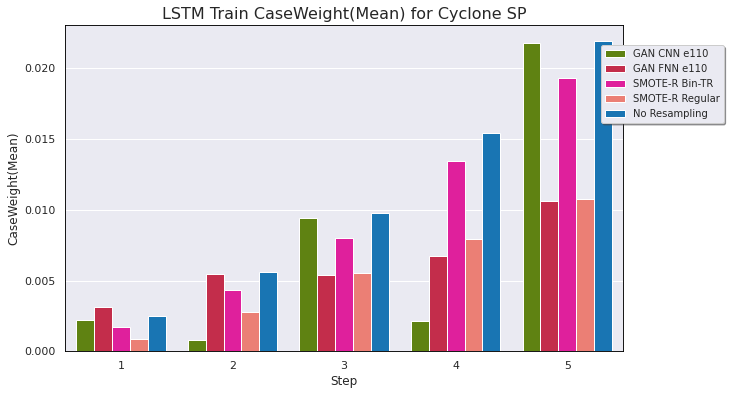 LSTM Train CaseWeight(Mean) for Cyclone SP
GAN CNN e110
GAN FNN e110
SMOTE-R Bin-TR
SMOTE-R Regular
No Resampling
CaseWeight(Mean)
0.020
0.015
0.010
0.005
0.000
1 2 3 4 5
Step